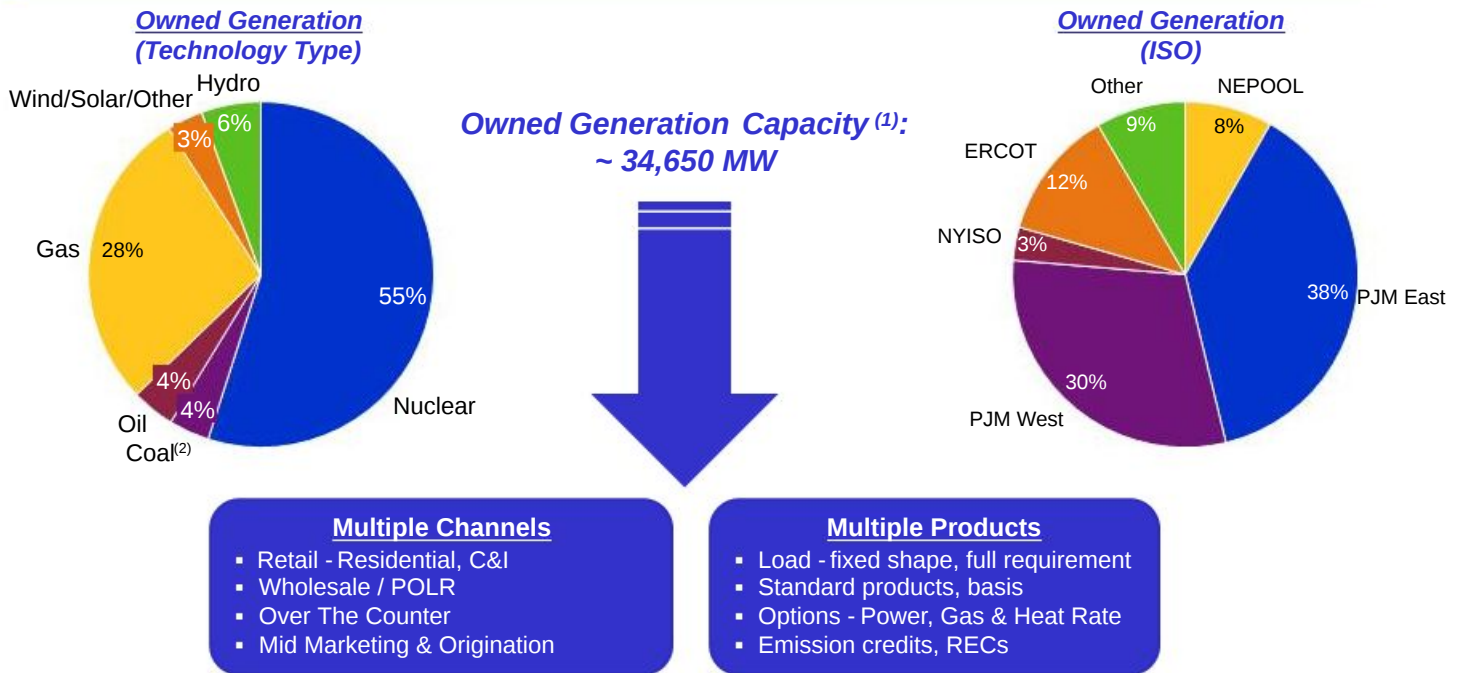 Owned Generation
(Technology Type)
Hydro
Wind/Solar/Other
6%
3%
Gas
28%
55%
4%
4%
Nuclear
Oil
Coal(2)
Owned Generation Capacity (1):
~ 34,650 MW
Owned Generation
(ISO)
Other
NEPOOL
9%
8%
ERCOT
12%
NYISO
3%
38%
PJM East
30%
PJM West
Multiple Channels
▪ Retail - Residential, C&I
▪ Wholesale / POLR
▪ Over The Counter
▪ Mid Marketing & Origination
Multiple Products
▪ Load - fixed shape, full requirement
▪ Standard products, basis
▪ Options - Power, Gas & Heat Rate
▪ Emission credits, RECs